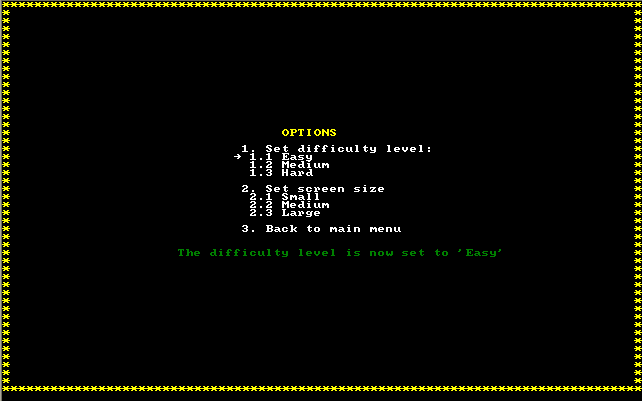 OPTIONS
1. Set difficulty level:
→ 1.1 Easy
1.2 Medium
1.3 Hard
2. Set screen size
2.1 Small
2.2 Medium
2.3 Large
3. Back to main menu
The difficulty level is now set to 'Easy'